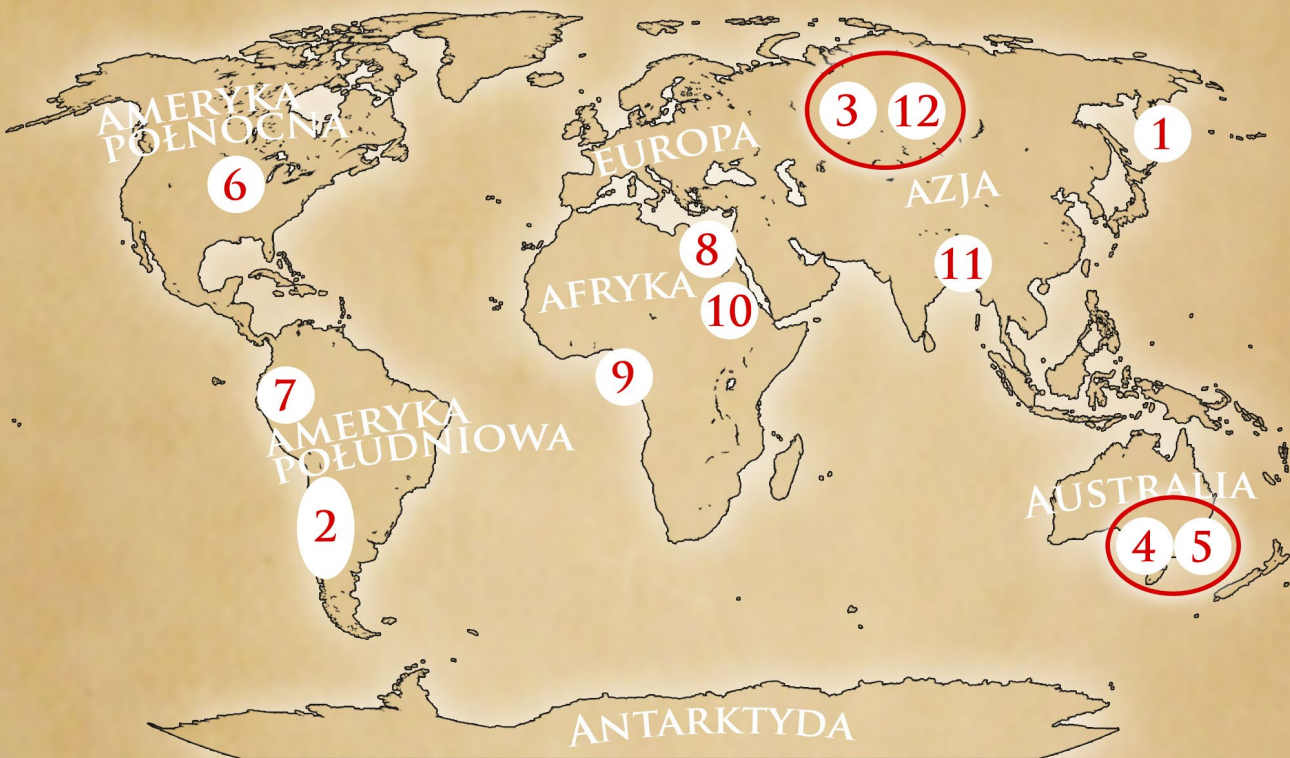 AMERYKA
PÓŁNOCNA
6
EUROPA
3 12
1
AZJA
8
11
AFRYKA
10
9
7
AMERYKA
POŁUDNIOWA
2
AUSTRALIA
4 5
ANTARKTYDA